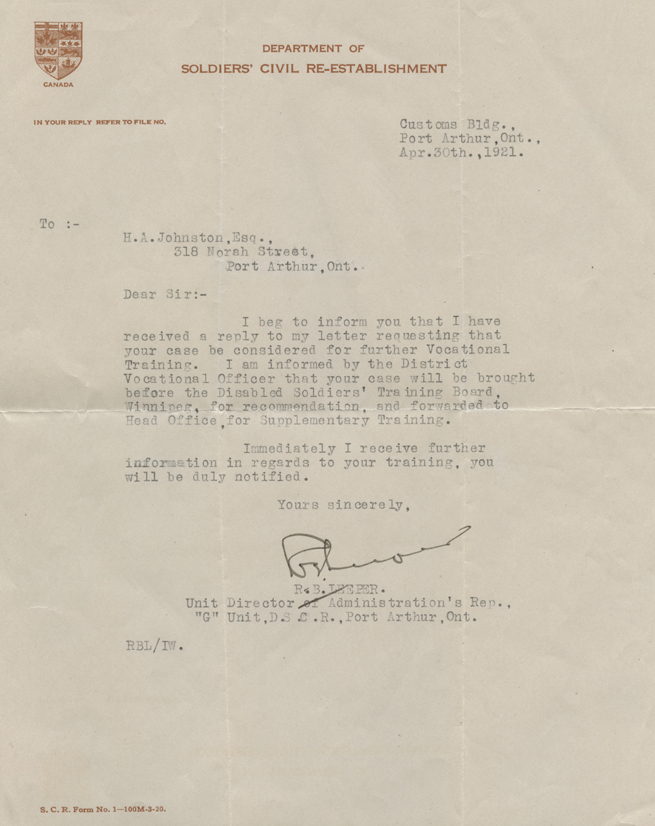 CANADA
DEPARTMENT OF
SOLDIERS' CIVIL RE-ESTABLISHMENT
IN YOUR REPLY REFER TO FILE NO.
Customs Bldg.,
Port Arthur,Ont.,
Apr.30th.,1921.
To :-
H.A.Johnston,Esq.,
318 Norah Street,
Port Arthur,Ont.
Dear Sir:-
I beg to inform you that I have
received a reply to my letter requesting that
your case be considered for further Vocational
Training. I am informed by the District
Vocational Officer that your case will be brought
before the Disabled Soldiers' Training Board,
Winnipeg, for recommendation, and forwarded to
Head Office,for Supplementary Training.
Immediately I receive further
information in regards to your training, you
will be duly notified.
Yours sincerely,
R.B.LEEPER.
Unit Director of Administration's Rep.,
"G" Unit,D.S.C.R.,Port Arthur,Ont.
RBL/IW.
S. C. R. Form No. 1—100M-3-20.